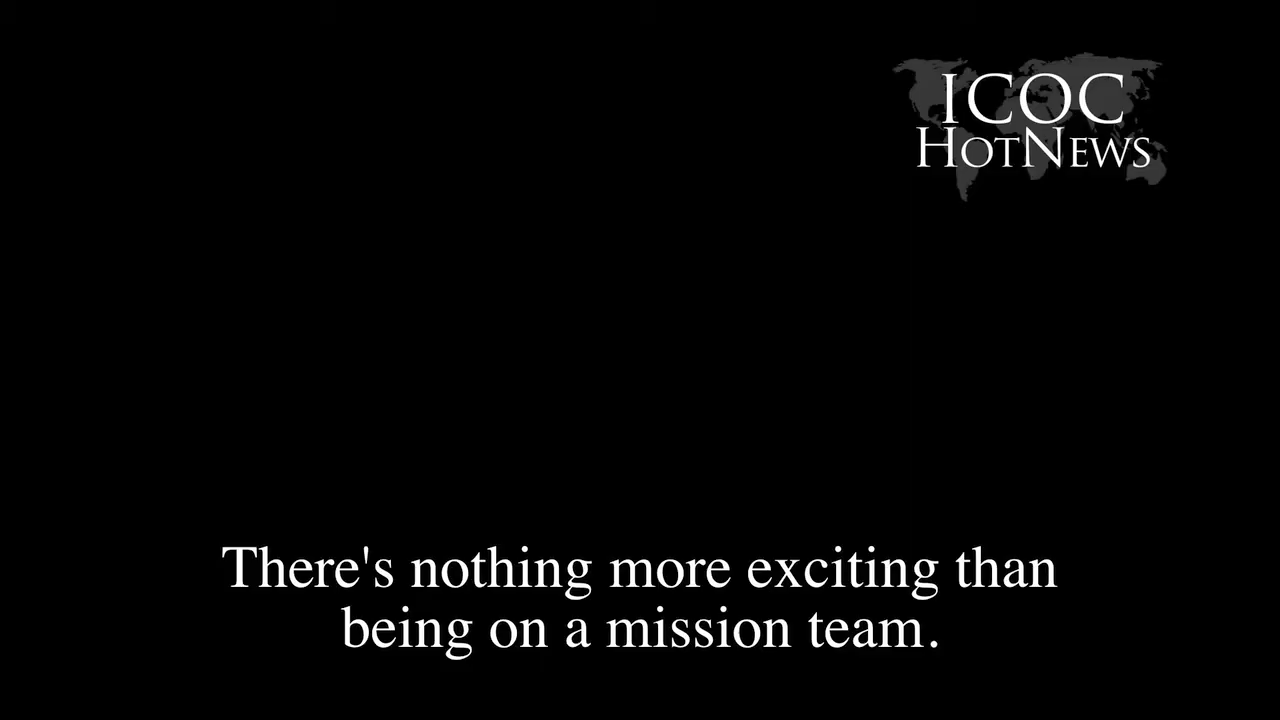 ICOC
HOTNEWS
There's nothing more exciting than
being on a mission team.